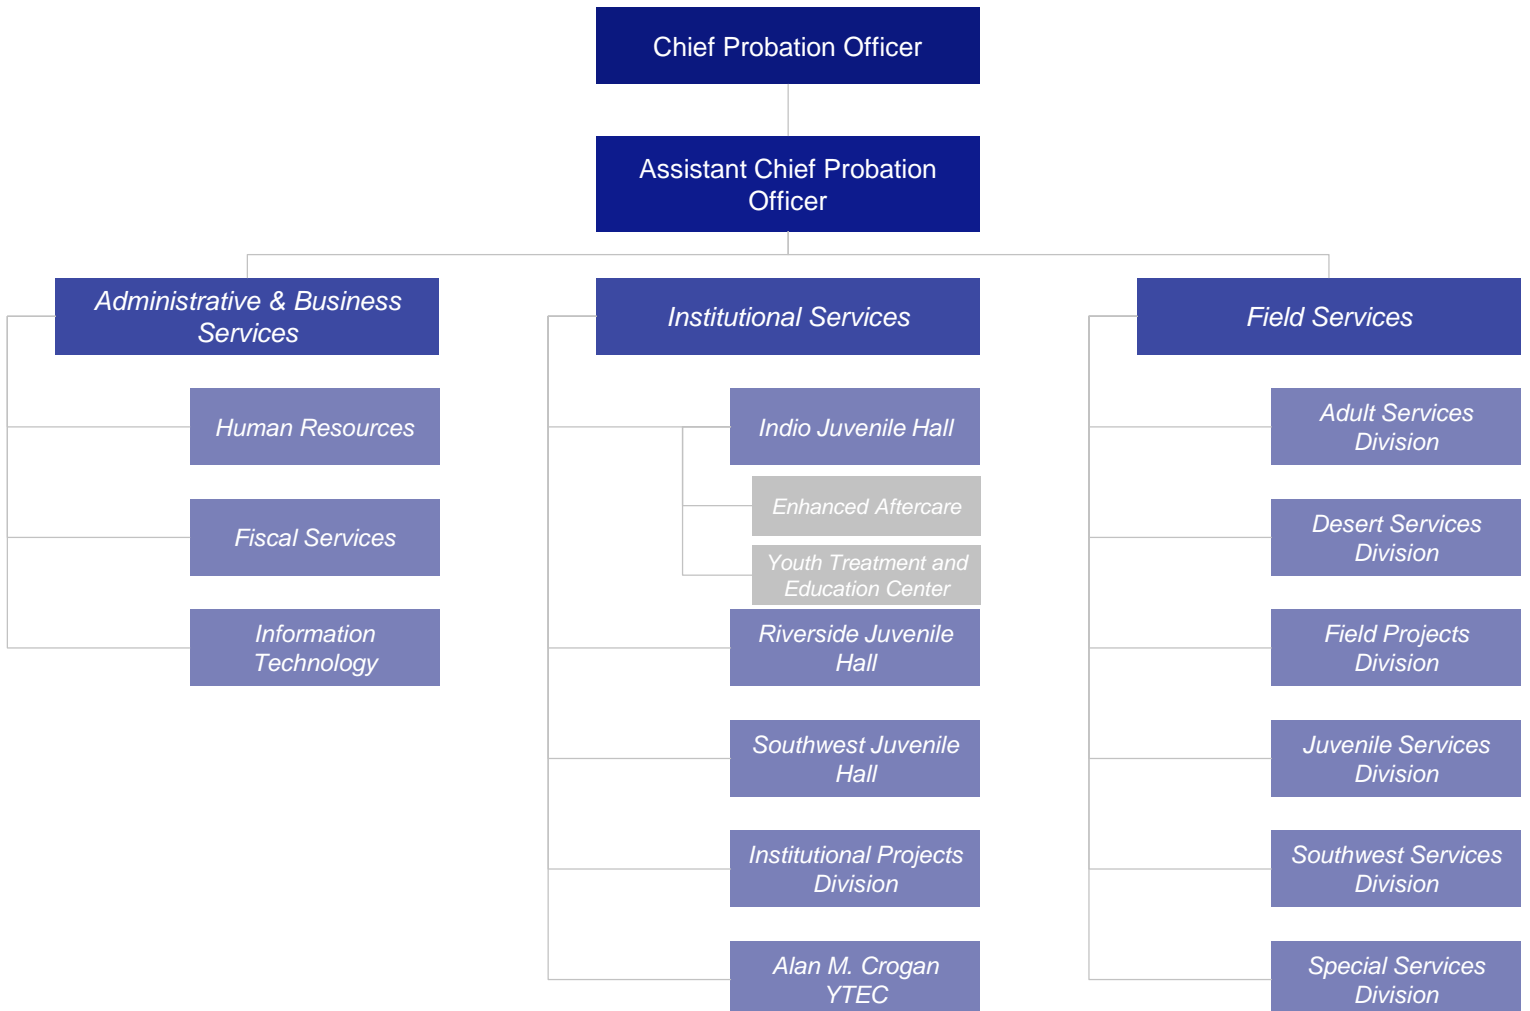 Chief Probation Officer
Assistant Chief Probation
Officer
Administrative & Business
Services
Human Resources
Fiscal Services
Information
Technology
Institutional Services
Indio Juvenile Hall
Enhanced Aftercare
Youth Treatment and
Education Center
Riverside Juvenile
Hall
Southwest Juvenile
Hall
Institutional Projects
Division
Alan M. Crogan
YTEC
Field Services
Adult Services
Division
Desert Services
Division
Field Projects
Division
Juvenile Services
Division
Southwest Services
Division
Special Services
Division